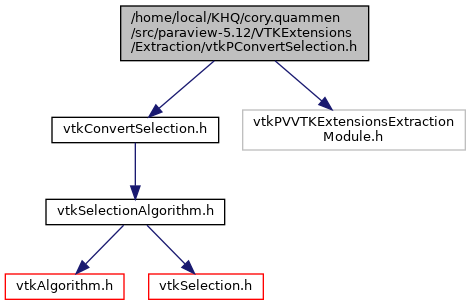 /home/local/KHQ/cory.quammen
/src/paraview-5.12/VTKExtensions
/Extraction/vtkPConvertSelection.h
vtkConvertSelection.h
vtkPVVTKExtensionsExtraction
Module.h
vtkSelectionAlgorithm.h
vtkAlgorithm.h
vtkSelection.h